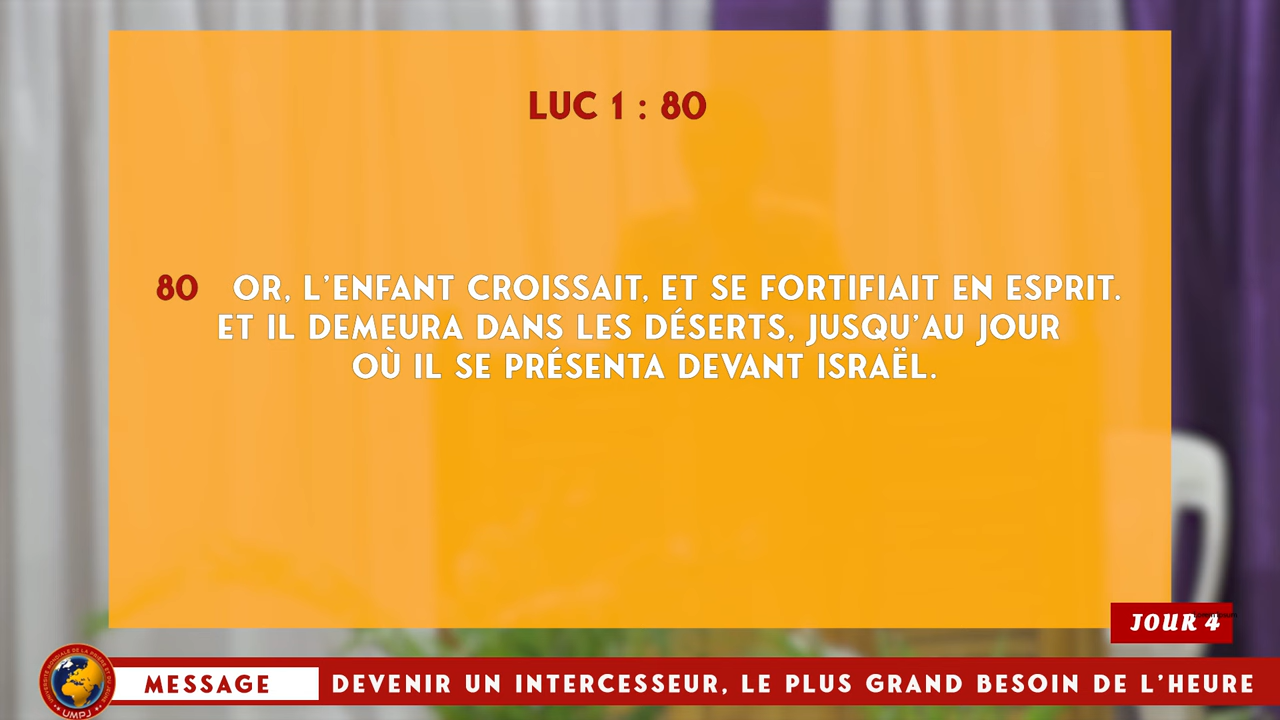 LUC 1 : 80
80 OR, L'ENFANT CROISSAIT, ET SE FORTIFIAIT EN ESPRIT.
ET IL DEMEURA DANS LES DÉSERTS, JUSQU'AU JOUR
OÙ IL SE PRÉSENTA DEVANT ISRAËL.
JOUR 4
MESSAGE
DEVENIR UN INTERCESSEUR, LE PLUS GRAND BESOIN DE L'HEURE
UMPJ